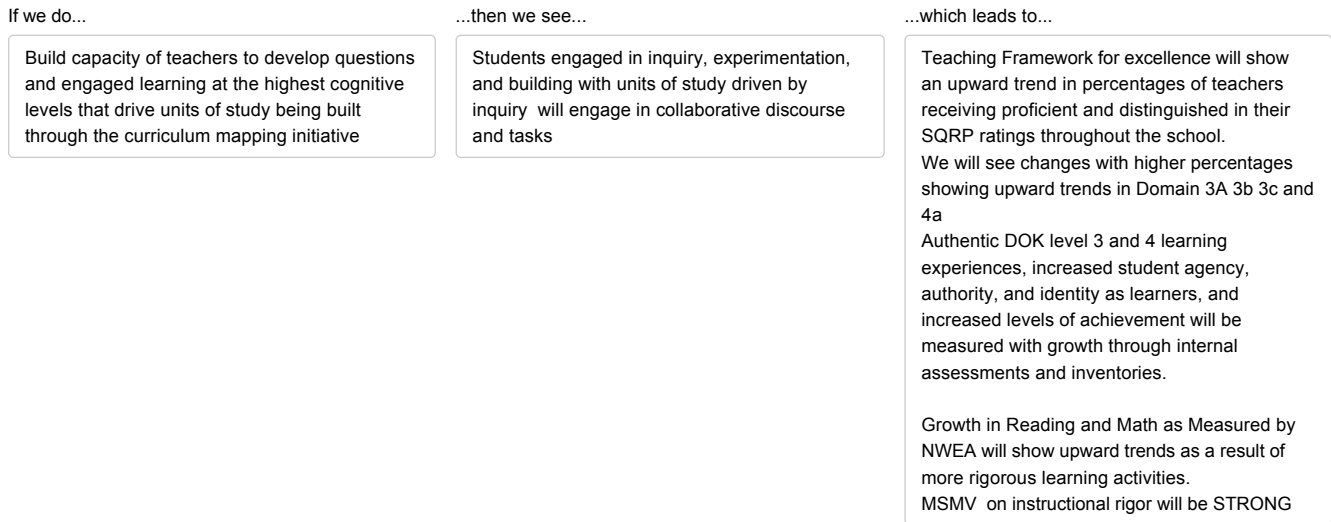 If we do...
Build capacity of teachers to develop questions
and engaged learning at the highest cognitive
levels that drive units of study being built
through the curriculum mapping initiative
...then we see...
Students engaged in inquiry, experimentation,
and building with units of study driven by
inquiry  will engage in collaborative discourse
and tasks
...which leads to...
Teaching Framework for excellence will show
an upward trend in percentages of teachers
receiving proficient and distinguished in their
SQRP ratings throughout the school.
We will see changes with higher percentages
showing upward trends in Domain 3A 3b 3c and
4a
Authentic DOK level 3 and 4 learning
experiences, increased student agency,
authority, and identity as learners, and
increased levels of achievement will be
measured with growth through internal
assessments and inventories.
Growth in Reading and Math as Measured by
NWEA will show upward trends as a result of
more rigorous learning activities.
MSMV  on instructional rigor will be STRONG